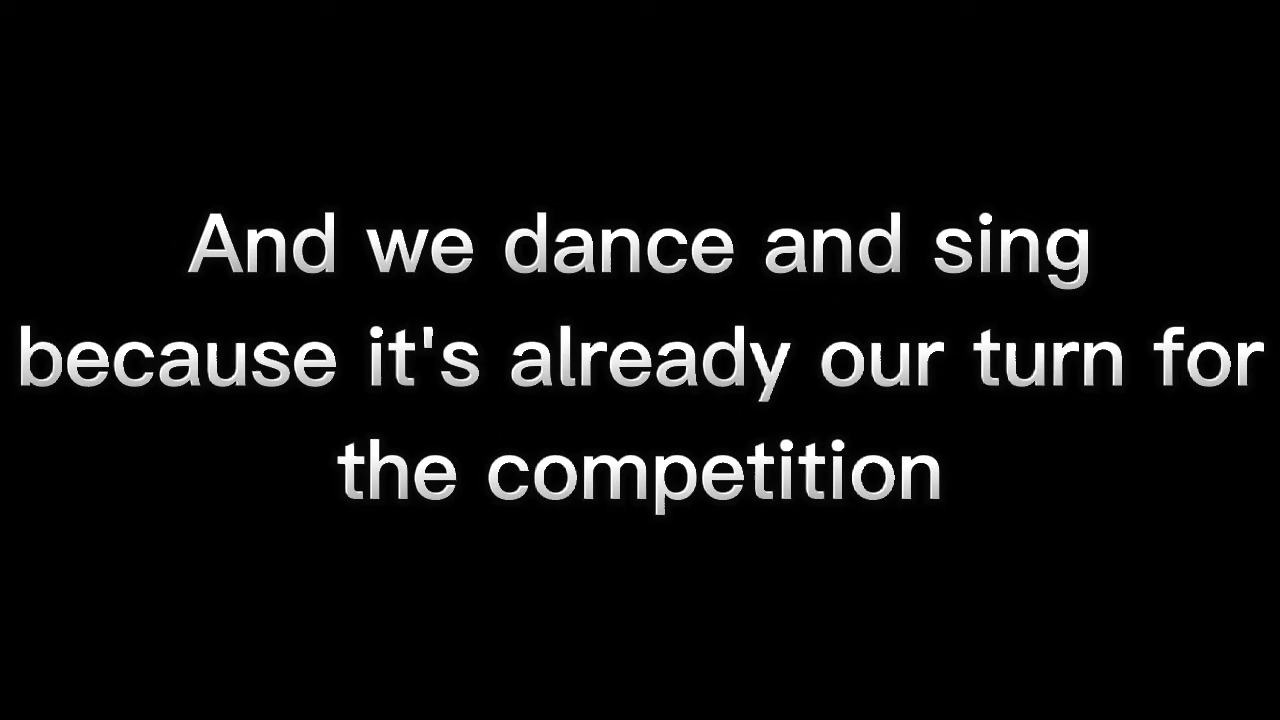 And we dance and sing
because it's already our turn for
the competition